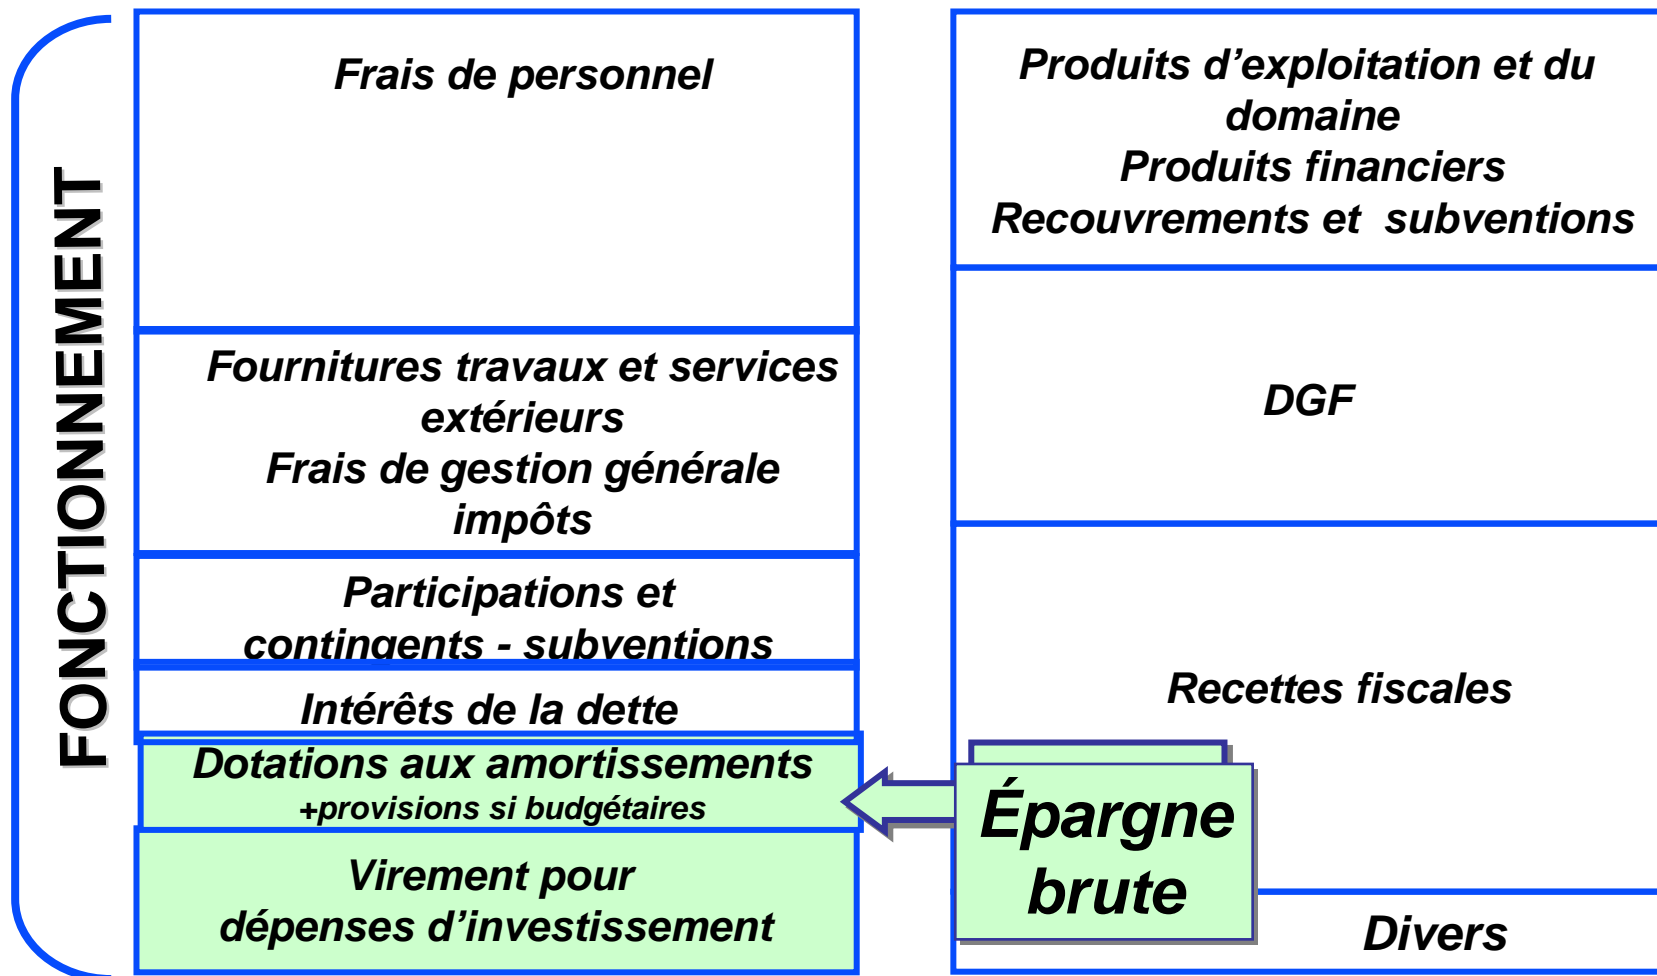 FONCTIONNEMENT
Frais de personnel
Fournitures travaux et services
extérieurs
Frais de gestion générale
impôts
Participations et
contingents - subventions
Intérêts de la dette
Dotations aux amortissements
+provisions si budgétaires
Virement pour
dépenses d’investissement
Produits d’exploitation et du
domaine
Produits financiers
Recouvrements et subventions
DGF
Recettes fiscales
Épargne
brute
Divers